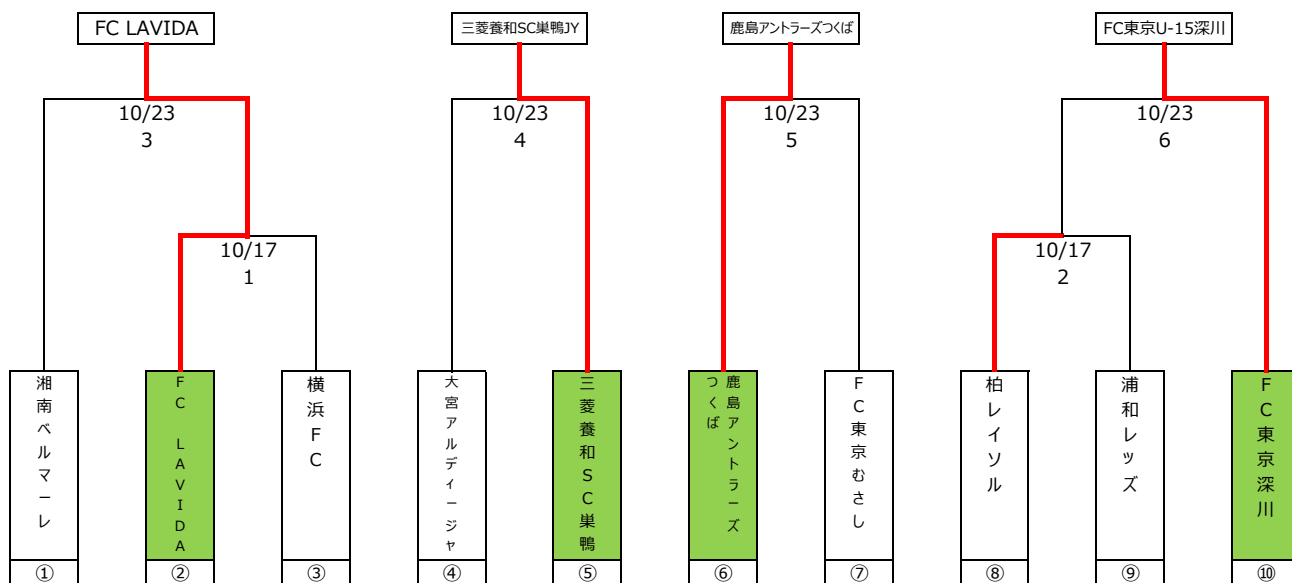 FC LAVIDA
三菱養和SC巣鴨JY
鹿島アントラーズつくば
FC東京U-15深川
10/23
3
10/23
4
10/23
5
10/23
6
10/17
1
10/17
2
湘南ベルマーレ
FC LAVIDA
横浜FC
大宮アルディージャ
三菱養和SC巣鴨
鹿島アントラーズ
つくば
FC東京むさし
柏レイソル
浦和レッズ
FC東京深川
①
②
③
④
⑤
⑥
⑦
⑧
⑨
⑩